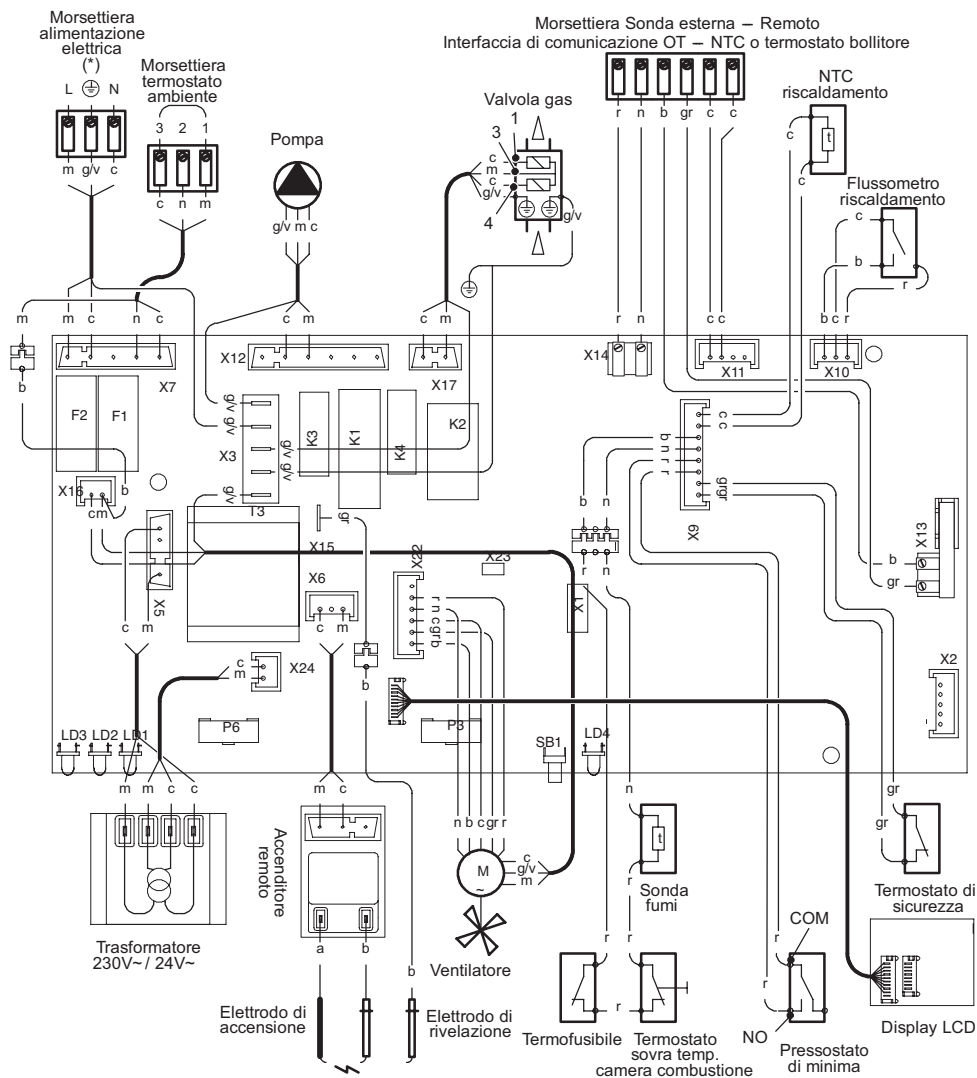 Morsettiera
alimentazione
elettrica
(*)
L N
m g/v c
Morsettiera
termostato
ambiente
3 2 1
c n m
Pompa
g/v m c
Valvola gas
1
3
4
c
m
c
g/v
g/v
Morsettiera Sonda esterna – Remoto
Interfaccia di comunicazione OT – NTC o termostato bollitore
r n b gr c c
NTC
riscaldamento
t
c
c
Flussometro
riscaldamento
c
b
r
m m c n c
c m
c m
r n
c c
b c r
X7
X12
X17
X14
X11
X10
b
F2 F1
X3
g/v
g/v
g/v
g/v
g/v
K3
K1
K4
K2
c
c
b
n
r
r
gr
gr
X9
X16
b
c m
T3
gr
X15
X5
X6
X22
X23
X1
b n
r n
X13
b
gr
X2
c m
c m
r
n
c
gr
b
c
m
X24
b
P6
P3
LD3 LD2 LD1
SB1
LD4
m m c c
m c
n b c gr r
n
gr
gr
Trasformatore
230V~ / 24V~
Accenditore
remoto
a b
b
M
~
c
g/v
m
Ventilatore
t
r
Sonda
fumi
Termostato di
sicurezza
Elettrodo di
accensione
Elettrodo di
rivelazione
r r
r
Termofusibile
Termostato
sovra temp.
camera combustione
r
r
COM
NO
Pressostato
di minima
Display LCD